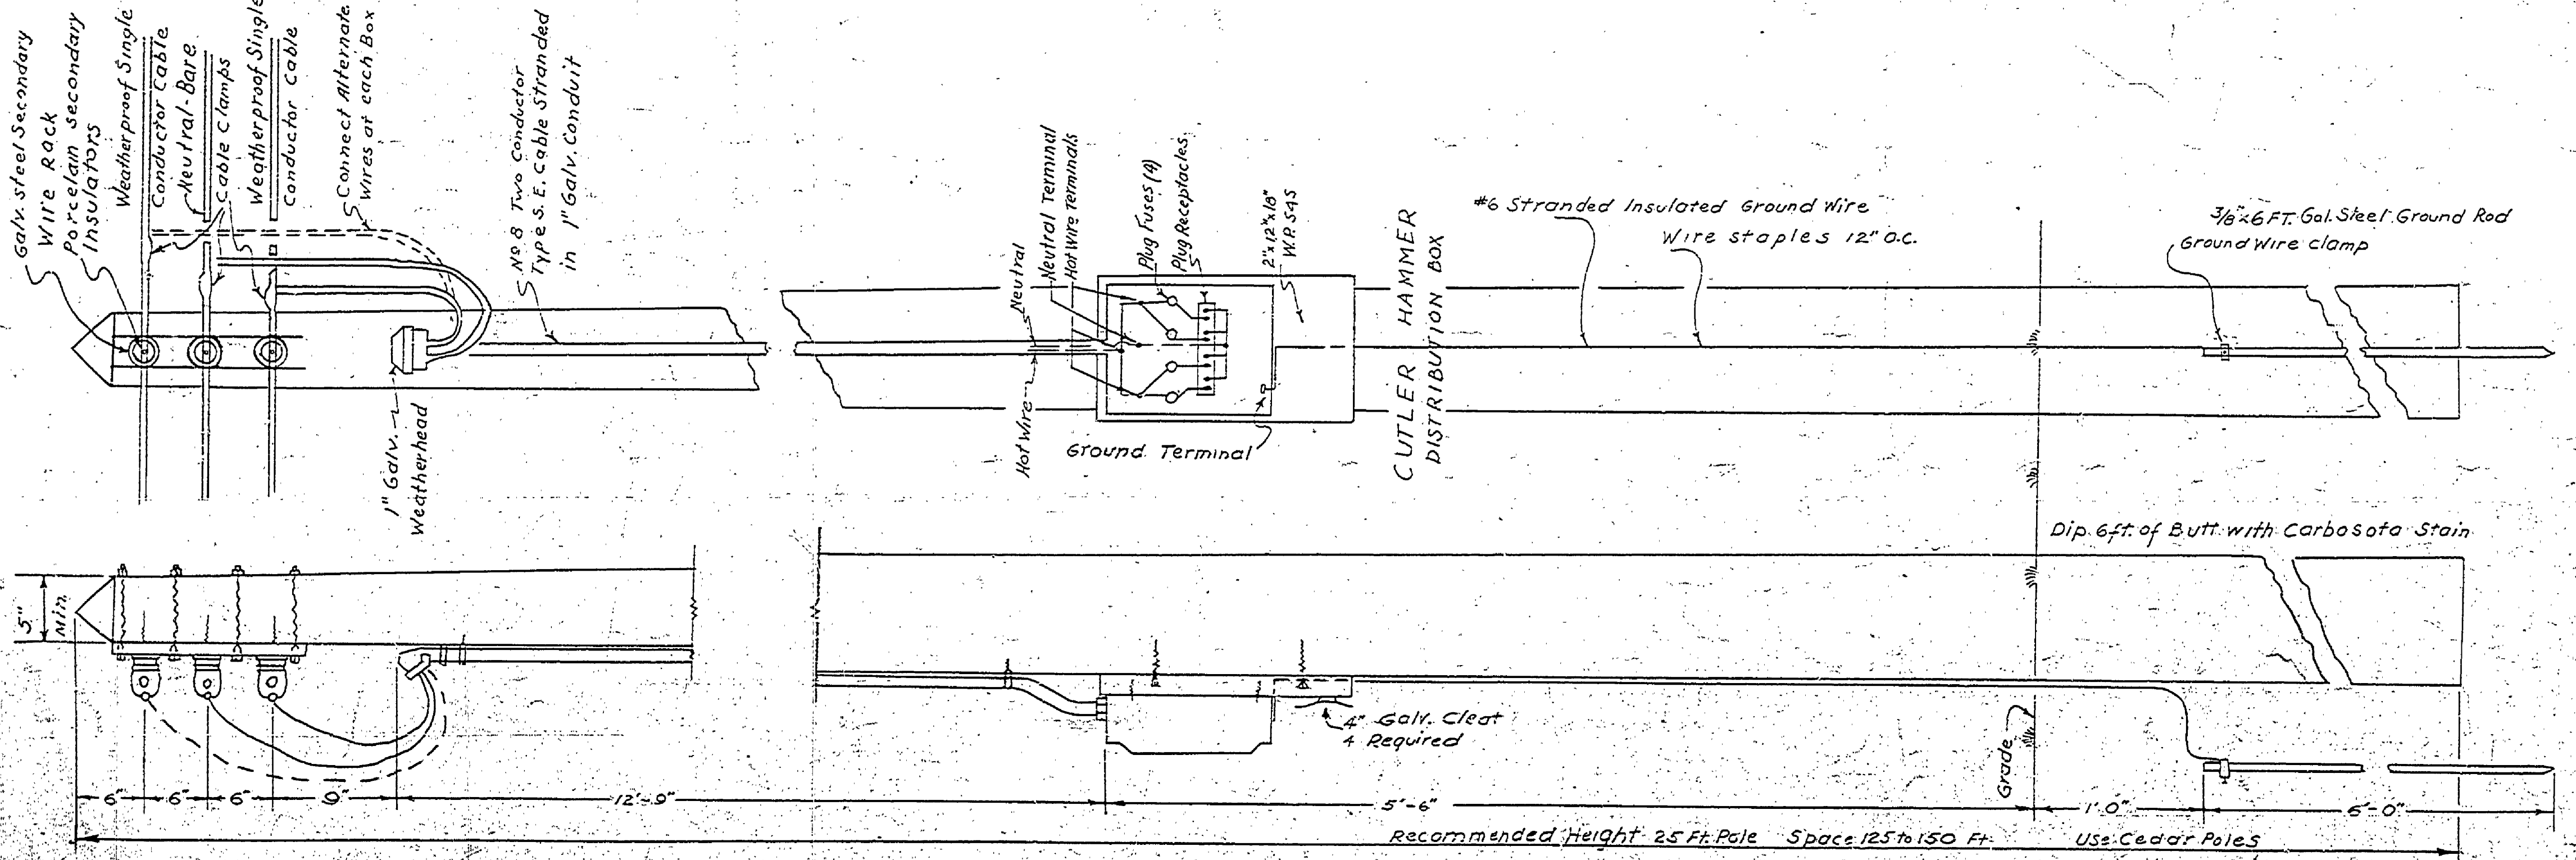 Galv. steel Secondary
Wire Rack
Porcelain secondary
Insulators
Weatherproof Single
Conductor Cable
Neutral-Bare
Cable Clamps
Weatherproof Single
Conductor Cable
Connect Alternate
Wires at each Box
No 8 Two Conductor
Type S.E. Cable Stranded
in 1" Galv. Conduit
1" Galv.
Weatherhead
Neutral
Hot Wire
Neutral Terminal
Hot Wire Terminals
Plug Fuses (4)
Plug Receptacles
2"x12"x18"
W.P. S4S
Ground Terminal
CUTLER HAMMER
DISTRIBUTION BOX
#6 Stranded Insulated Ground Wire
Wire staples 12" O.C.
3/8"x6 FT. Gal. Steel Ground Rod
Ground Wire clamp
Dip 6ft. of Butt with Carbosota Stain
5"
Min.
4" Galv. Cleat
4 Required
Grade
6"
6"
6"
9"
12'-9"
5'-6"
1'0"
6'-0"
Recommended Height 25 Ft. Pole Space 125 to 150 Ft. Use Cedar Poles